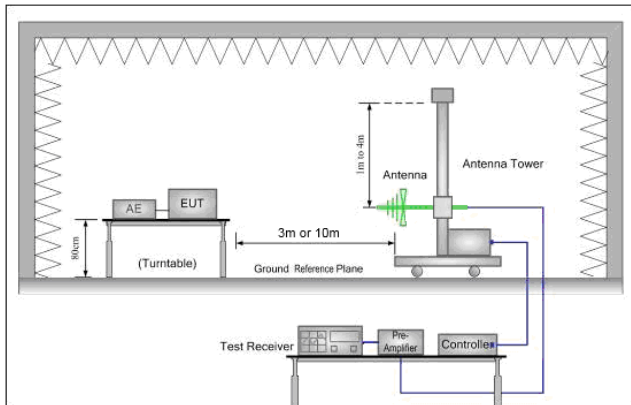 1m to 4m
Antenna
Antenna Tower
AE
EUT
3m or 10m
80cm
(Turntable)
Ground Reference Plane
Test Receiver
Pre-
Amplifier
Controller